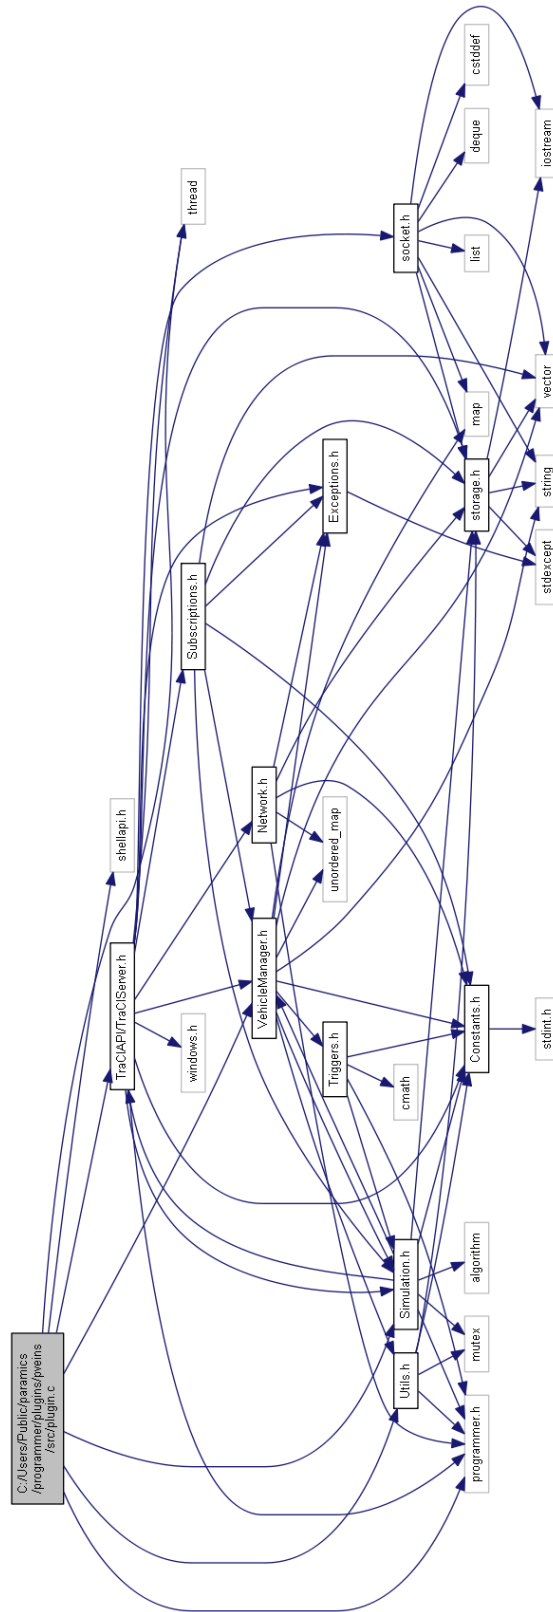 C:/Users/Public/paramics
/programmer/plugins/pveins
/src/plugin.c
shellapi.h
TraCIAPI/TraCIServer.h
thread
Subscriptions.h
windows.h
Network.h
VehicleManager.h
Exceptions.h
unordered_map
Triggers.h
socket.h
cmath
Simulation.h
Utils.h
cstddef
deque
list
map
storage.h
Constants.h
algorithm
mutex
programmer.h
iostream
vector
string
stdexcept
stdint.h